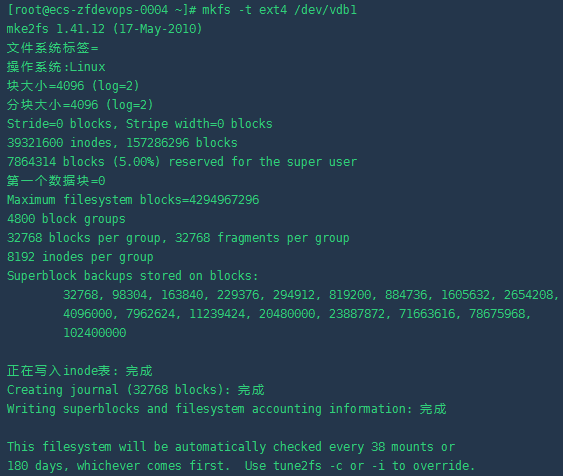 [root@ecs-zfdevops-0004 ~]# mkfs -t ext4 /dev/vdb1
mke2fs 1.41.12 (17-May-2010)
文件系统标签=
操作系统:Linux
块大小=4096 (log=2)
分块大小=4096 (log=2)
Stride=0 blocks, Stripe width=0 blocks
39321600 inodes, 157286296 blocks
7864314 blocks (5.00%) reserved for the super user
第一个数据块=0
Maximum filesystem blocks=4294967296
4800 block groups
32768 blocks per group, 32768 fragments per group
8192 inodes per group
Superblock backups stored on blocks:
32768, 98304, 163840, 229376, 294912, 819200, 884736, 1605632, 2654208,
4096000, 7962624, 11239424, 20480000, 23887872, 71663616, 78675968,
102400000
正在写入inode表: 完成
Creating journal (32768 blocks): 完成
Writing superblocks and filesystem accounting information: 完成
This filesystem will be automatically checked every 38 mounts or
180 days, whichever comes first.  Use tune2fs -c or -i to override.